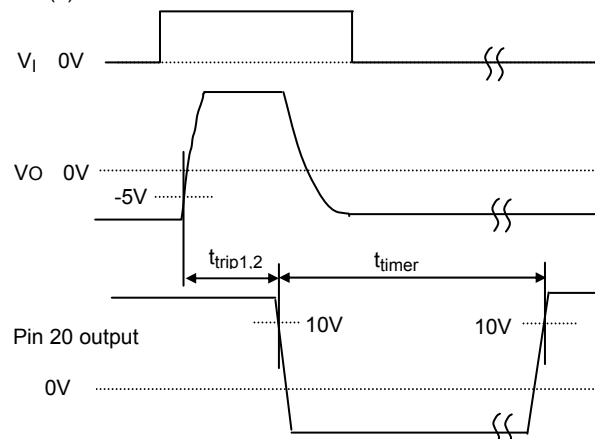 V_I 0V
VO 0V
-5V
t_trip1,2 t_timer
10V 10V
Pin 20 output
0V